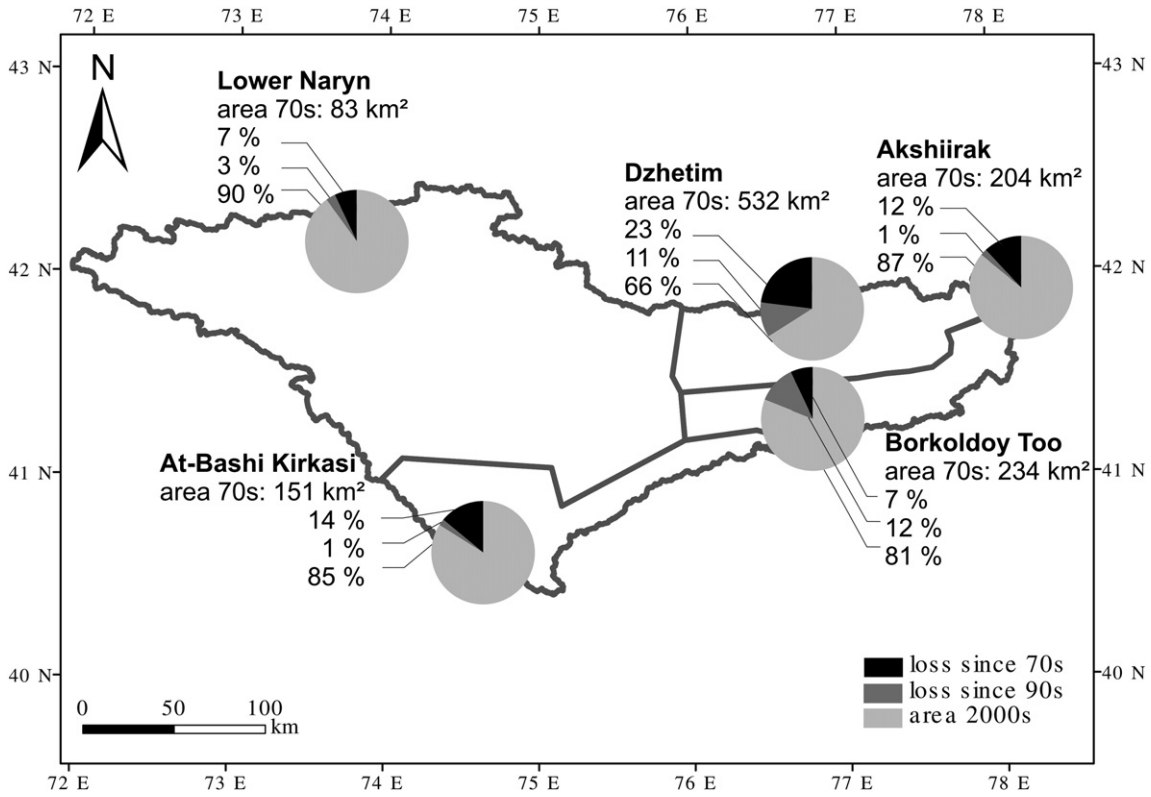 72 E 73 E 74 E 75 E 76 E 77 E 78 E
43 N 43 N
N
Lower Naryn
area 70s: 83 km²
7 %
3 %
90 %
Dzhetim
area 70s: 532 km²
23 %
11 %
66 %
Akshiirak
area 70s: 204 km²
12 %
1 %
87 %
42 N 42 N
Borkoldoy Too
area 70s: 234 km²
7 %
12 %
81 %
At-Bashi Kirkasi
area 70s: 151 km²
14 %
1 %
85 %
41 N 41 N
40 N 40 N
loss since 70s
loss since 90s
area 2000s
0 50 100
km
72 E 73 E 74 E 75 E 76 E 77 E 78 E